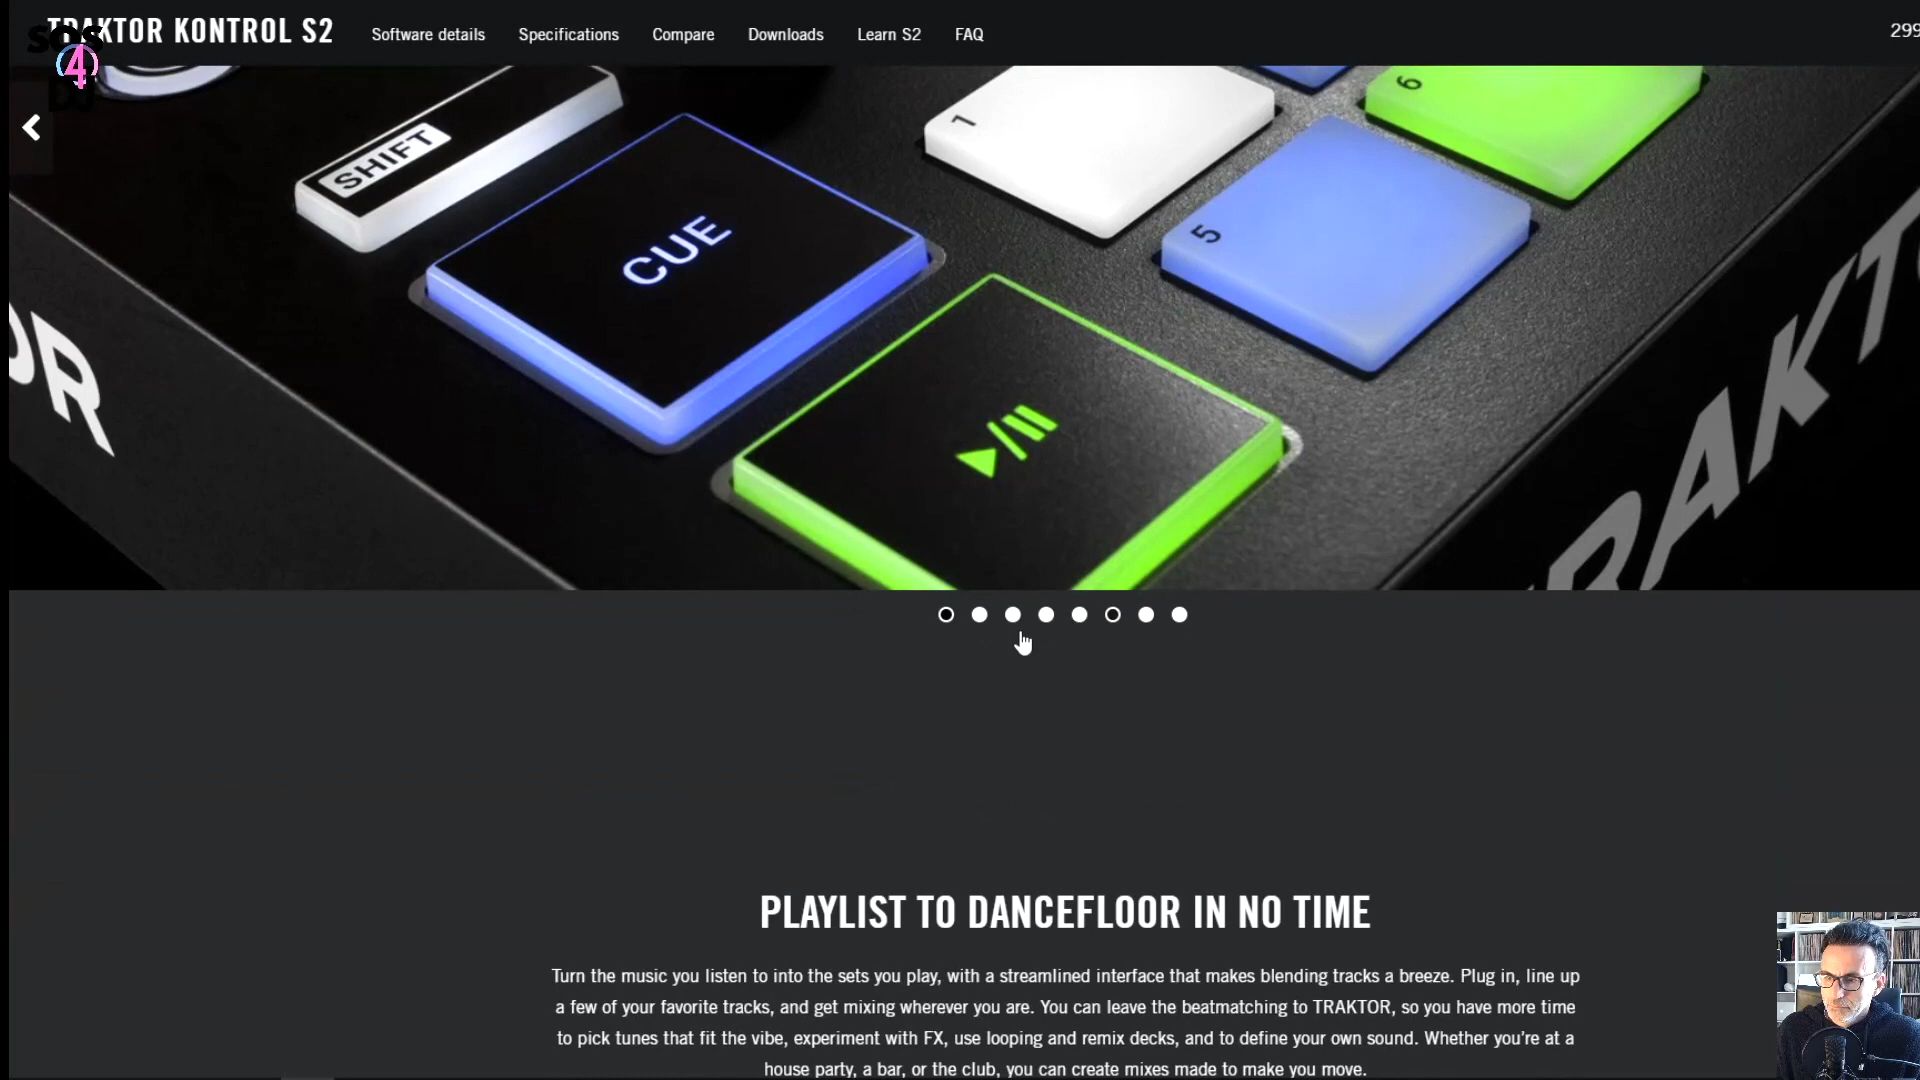 TRAKTOR KONTROL S2
Software details
Specifications
Compare
Downloads
Learn S2
FAQ
299
SOS
4
DJ
SHIFT
CUE
1
5
6
OR
TRAKT
PLAYLIST TO DANCEFLOOR IN NO TIME
Turn the music you listen to into the sets you play, with a streamlined interface that makes blending tracks a breeze. Plug in, line up
a few of your favorite tracks, and get mixing wherever you are. You can leave the beatmatching to TRAKTOR, so you have more time
to pick tunes that fit the vibe, experiment with FX, use looping and remix decks, and to define your own sound. Whether you're at a
house party, a bar, or the club, you can create mixes made to make you move.